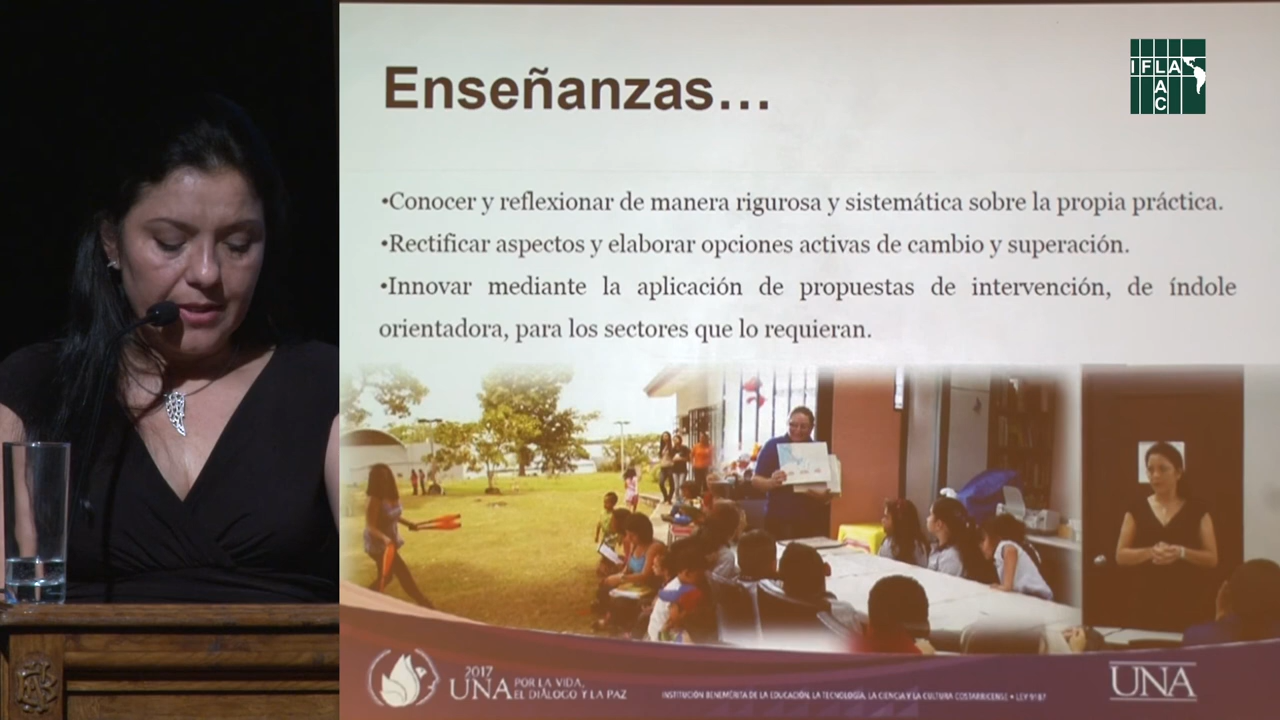 Enseñanzas...
IFLA
A
C
•Conocer y reflexionar de manera rigurosa y sistemática sobre la propia práctica.
•Rectificar aspectos y elaborar opciones activas de cambio y superación.
•Innovar mediante la aplicación de propuestas de intervención, de índole
orientadora, para los sectores que lo requieran.
2017
UNA POR LA VIDA,
EL DIÁLOGO Y LA PAZ
INSTITUCIÓN BENEMÉRITA DE LA EDUCACIÓN, LA TECNOLOGÍA, LA CIENCIA Y LA CULTURA COSTARRICENSE • LEY 9187
UNA